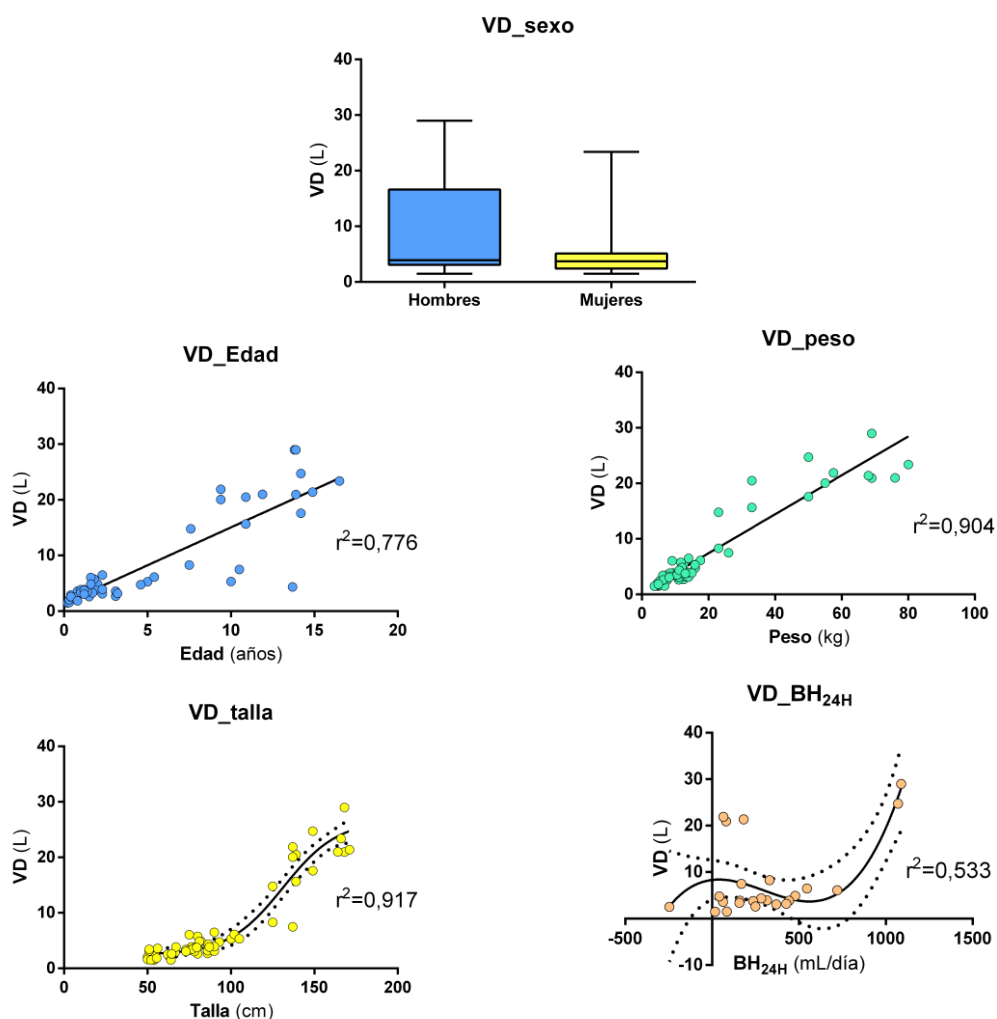 VD_sexo
40
30
20
10
0
VD (L)
Hombres
Mujeres
VD_Edad
40
30
20
10
0
VD (L)
r²=0,776
0
5
10
15
20
Edad (años)
VD_peso
40
30
20
10
0
VD (L)
r²=0,904
0
20
40
60
80
100
Peso (kg)
VD_talla
40
30
20
10
0
VD (L)
r²=0,917
0
50
100
150
200
Talla (cm)
VD_BH24H
40
30
20
10
-10
VD (L)
r²=0,533
-500
500
1000
1500
BH24H (mL/día)